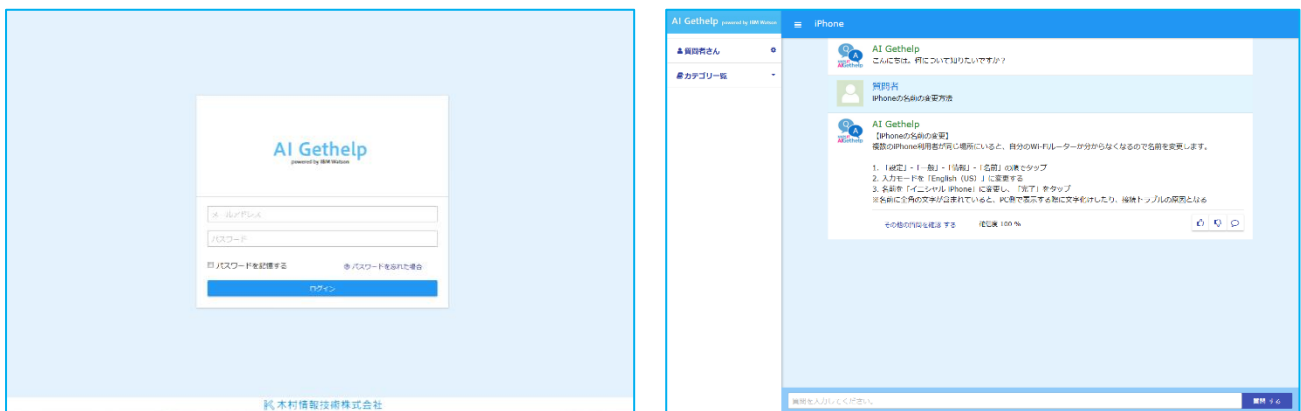 AI Gethelp
powered by IBM Watson
メールアドレス
パスワード
パスワードを記憶する
パスワードを忘れた場合
ログイン
木村情報技術株式会社
AI Gethelp powered by IBM Watson
iPhone
質問者さん
カテゴリ一覧
AI Gethelp
こんにちは。何について知りたいですか？
質問者
iPhoneの名前の変更方法
AI Gethelp
【iPhoneの名前の変更】
複数のiPhone利用者が同じ場所にいると、自分のWi-Fiルーターか分からなくなるので名前を変更します。
1. 「設定」-「一般」-「情報」-「名前」の順でタップ
2. 入力モードを「English（US）」に変更する
3. 名前を「イニシャル iPhone」に変更し、「完了」をタップ
※名前に全角の文字が含まれていると、PC側で表示する際に文字化けしたり、接続トラブルの原因となる
その他の質問を確認 する
確信度 100 %
質問を入力してください。
質問 する